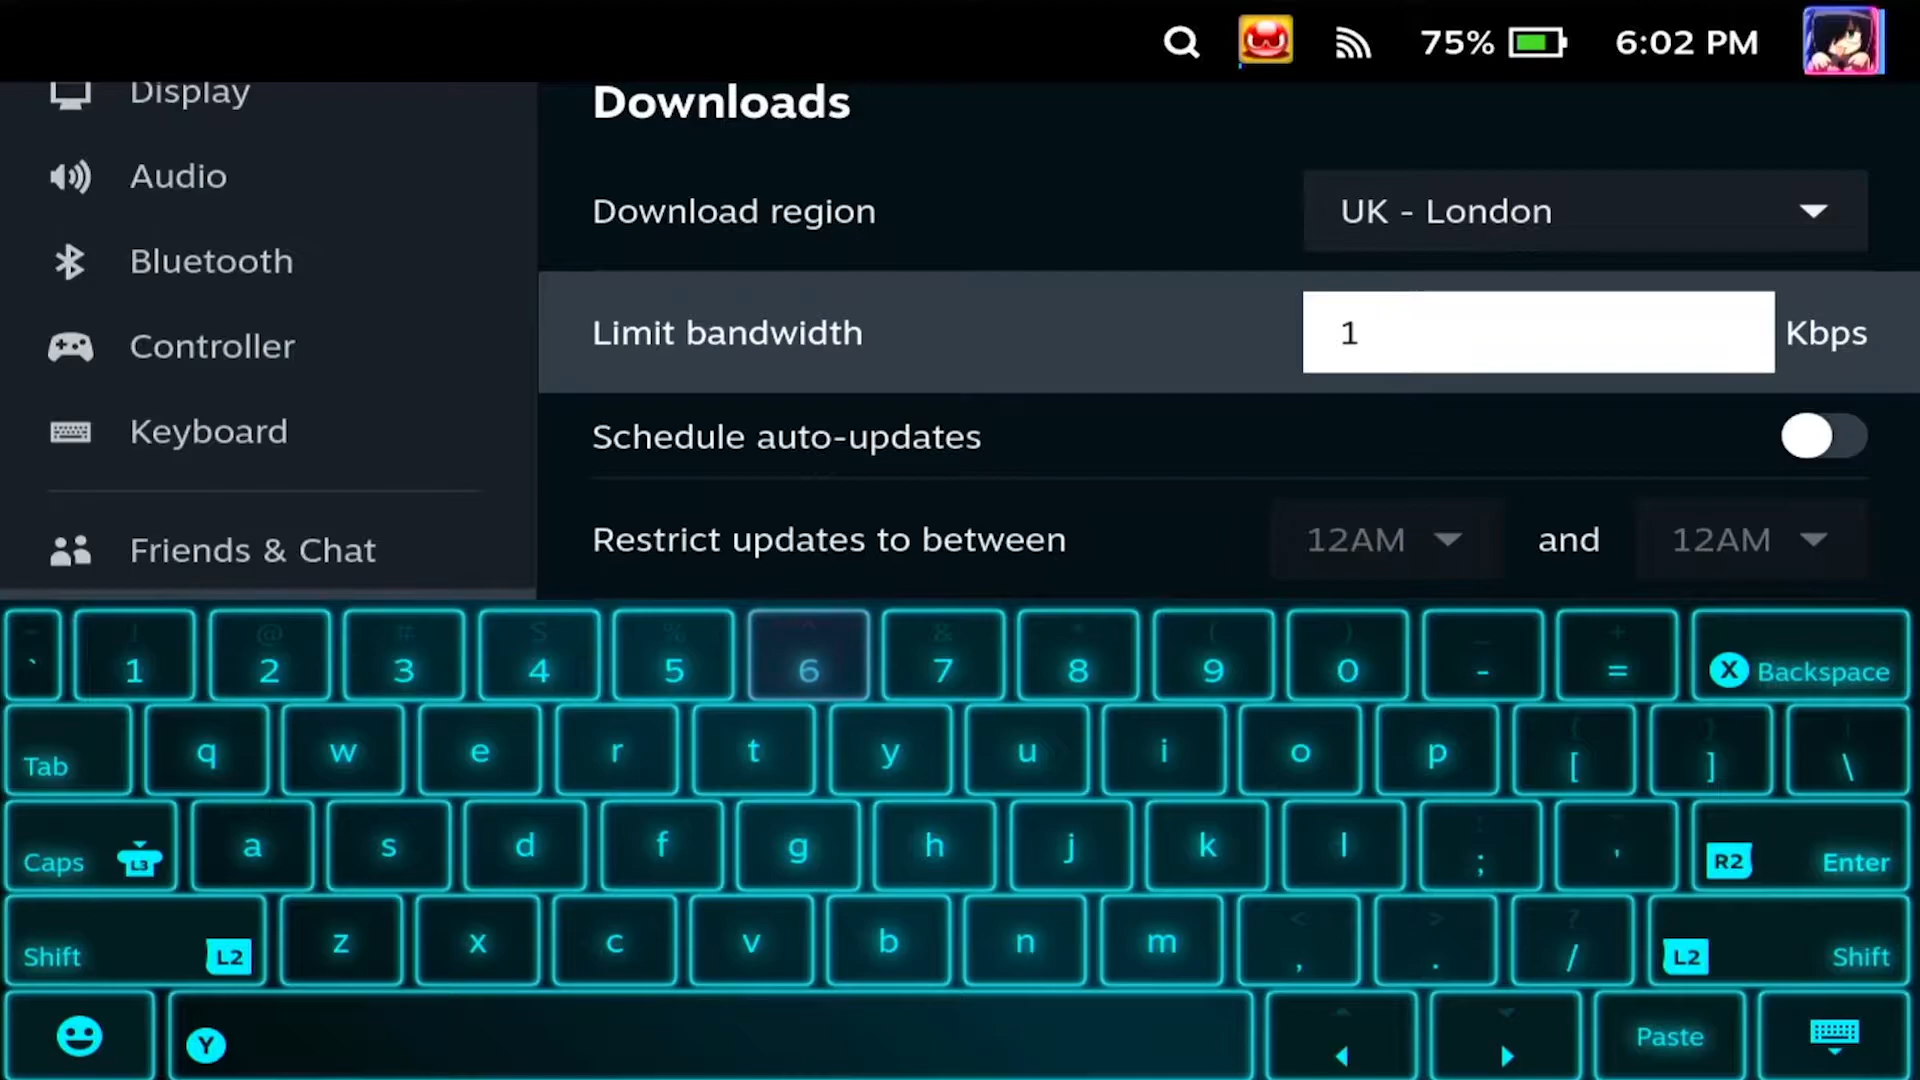 75% 6:02 PM
Display
Audio
Bluetooth
Controller
Keyboard
Friends & Chat
Downloads
Download region UK - London
Limit bandwidth 1 Kbps
Schedule auto-updates
Restrict updates to between 12AM and 12AM
` ! 1 @ 2 # 3 $ 4 % 5 ^ 6 & 7 * 8 ( 9 ) 0 _ - + = X Backspace
Tab q w e r t y u i o p { [ } ] | \
Caps L3 a s d f g h j k l : ; " ' R2 Enter
Shift L2 z x c v b n m < , > . ? / L2 Shift
Y Paste